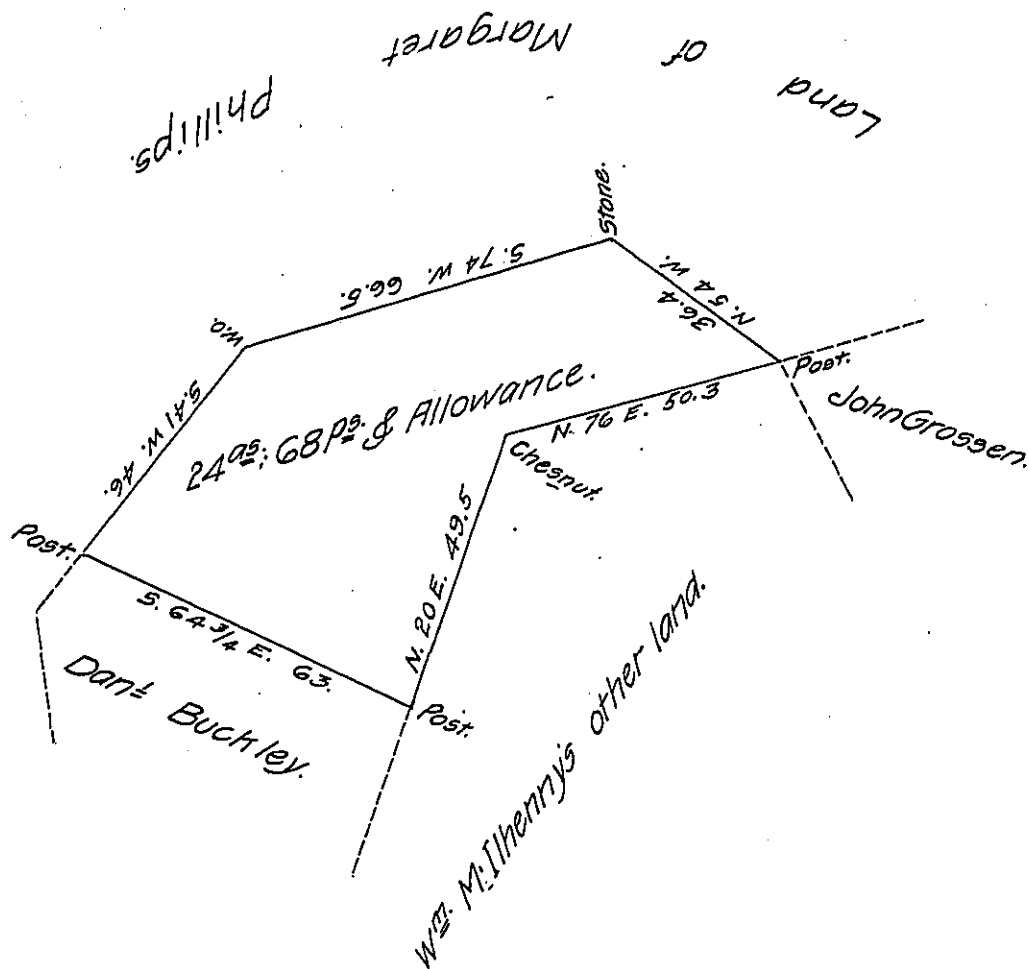 Land of Margaret Phillips.
Stone.
S. 74 W. 66.5.
N. 54 W.
36.4
W.O.
S. 41 W. 46.
24as; 68ps & Allowance.
N. 76 E. 50.3
Post.
John Grossen.
Chesnut.
N. 20 E. 49.5
Post.
S. 64 3/4 E. 63.
Danl Buckley.
Post.
Wm. M:Ilhenny's other land.